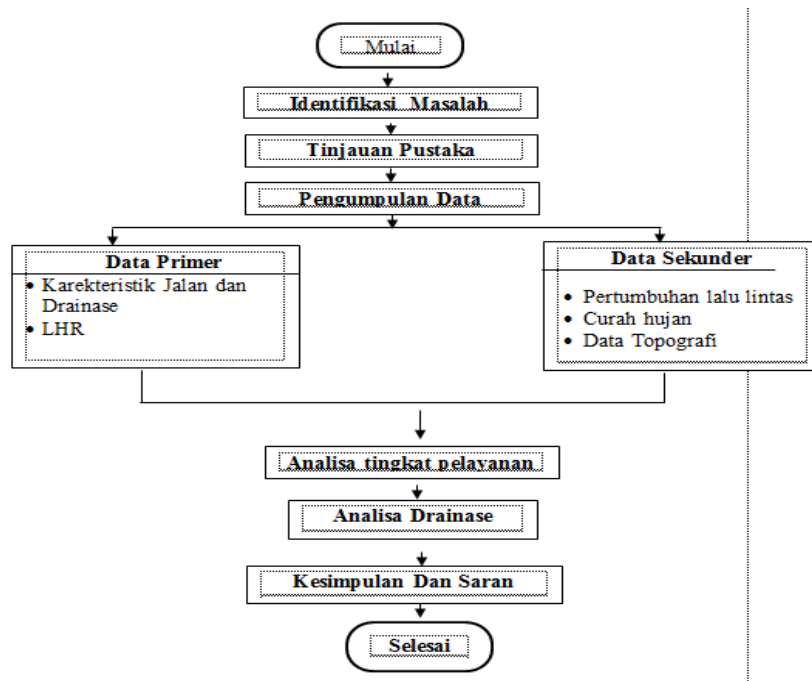 Mulai
Identifikasi Masalah
Tinjauan Pustaka
Pengumpulan Data
Data Primer
• Karekteristik Jalan dan
Drainase
• LHR
Data Sekunder
• Pertumbuhan lalu lintas
• Curah hujan
• Data Topografi
Analisa tingkat pelayanan
Analisa Drainase
Kesimpulan Dan Saran
Selesai